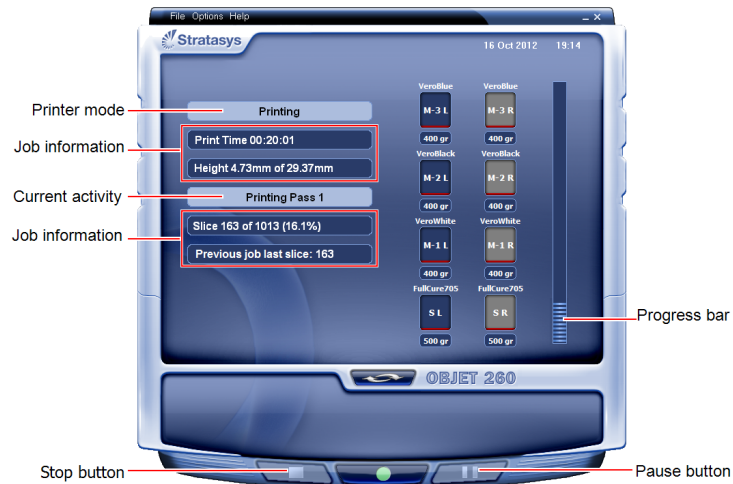 File Options Help
Stratasys
16 Oct 2012 19:14
VeroBlue VeroBlue
Printer mode
Printing
M-3 L M-3 R
Job information
Print Time 00:20:01
400 gr 400 gr
VeroBlack VeroBlack
Height 4.73mm of 29.37mm
M-2 L M-2 R
Current activity
Printing Pass 1
400 gr 400 gr
VeroWhite VeroWhite
Slice 163 of 1013 (16.1%)
Job information
M-1 L M-1 R
Previous job last slice: 163
400 gr 400 gr
FullCure705 FullCure705
S L S R
Progress bar
500 gr 500 gr
OBJET 260
Stop button
Pause button